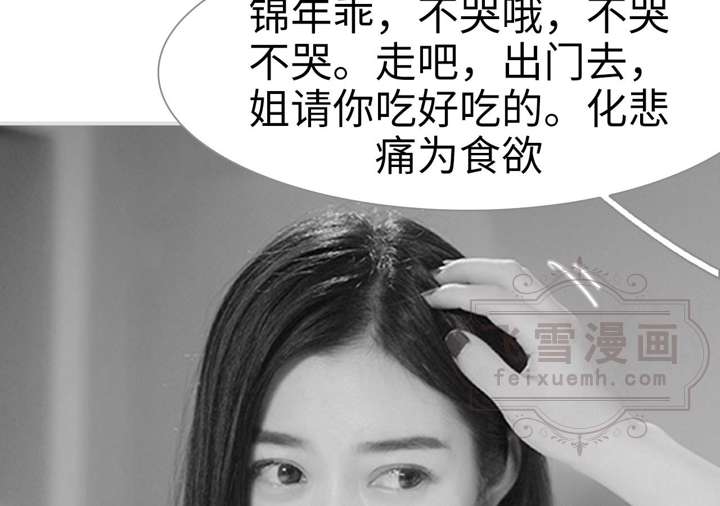 锦年乖，不哭哦，不哭
不哭。走吧，出门去，
姐请你吃好吃的。化悲
痛为食欲
飞雪漫画
feixuemh.com